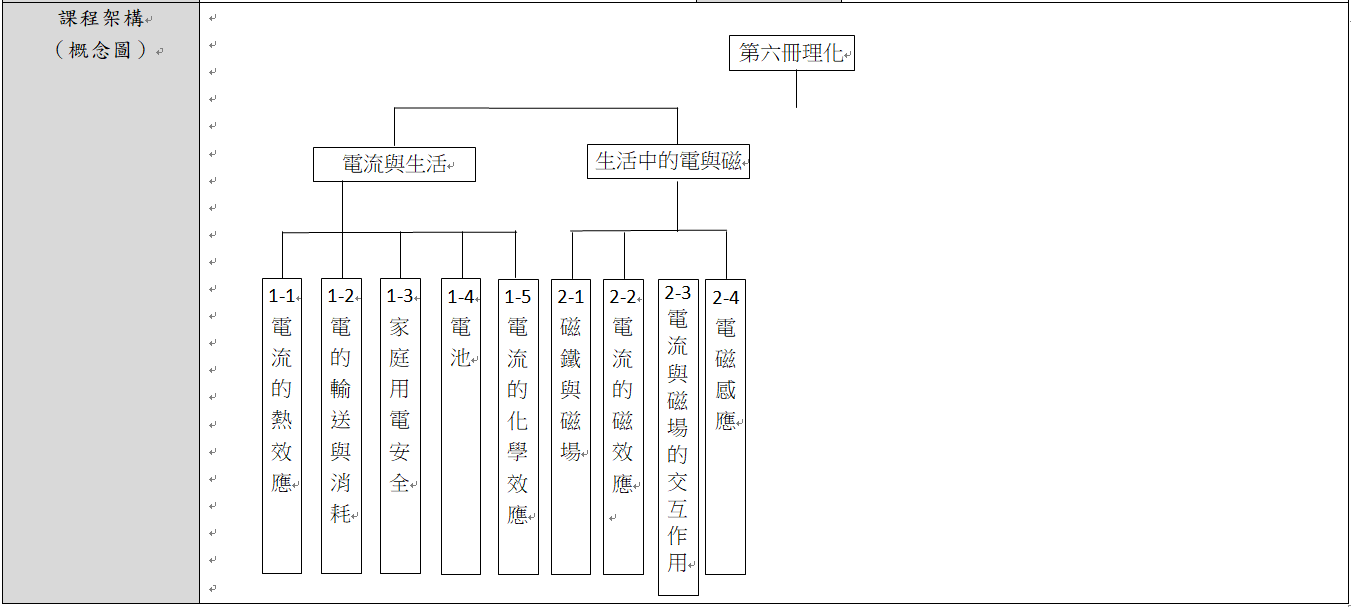 課程架構
（概念圖）
第六冊理化
電流與生活
生活中的電與磁
1-1
電流的熱效應
1-2
電的輸送與消耗
1-3
家庭用電安全
1-4
電池
1-5
電流的化學效應
2-1
磁鐵與磁場
2-2
電流的磁效應
2-3
電流與磁場的交互作用
2-4
電磁感應